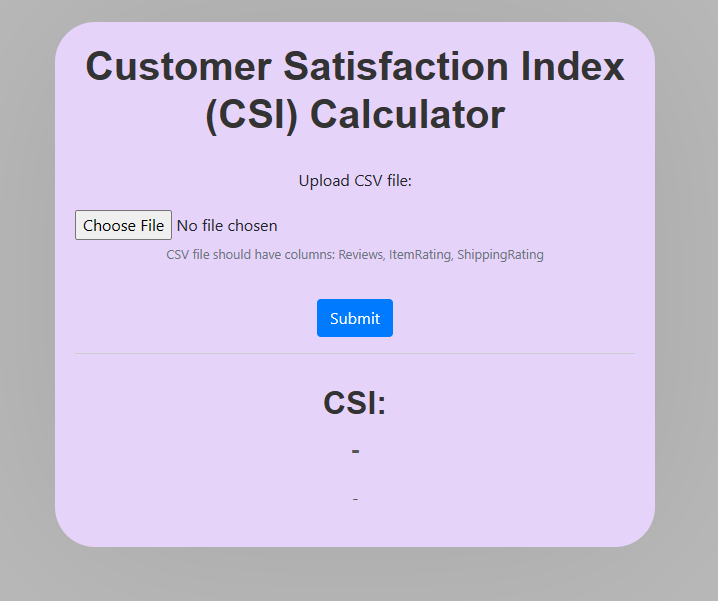 Customer Satisfaction Index
(CSI) Calculator
Upload CSV file:
Choose File No file chosen
CSV file should have columns: Reviews, ItemRating, ShippingRating
Submit
CSI:
-
-